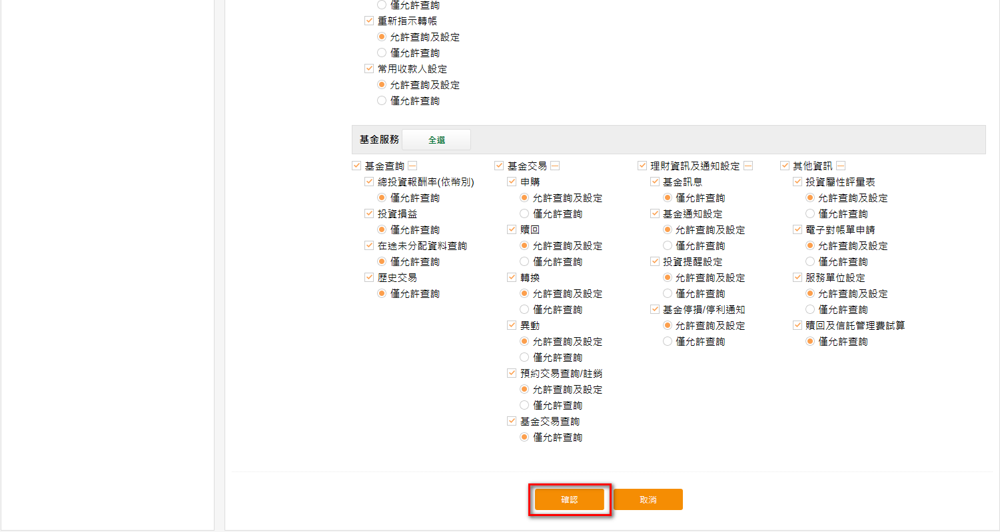 僅允許查詢
重新指示轉帳
允許查詢及設定
僅允許查詢
常用收款人設定
允許查詢及設定
僅允許查詢
基金服務 全選
基金查詢
總投資報酬率(依幣別)
僅允許查詢
投資損益
僅允許查詢
在途未分配資料查詢
僅允許查詢
歷史交易
僅允許查詢
基金交易
申購
允許查詢及設定
僅允許查詢
贖回
允許查詢及設定
僅允許查詢
轉換
允許查詢及設定
僅允許查詢
異動
允許查詢及設定
僅允許查詢
預約交易查詢/註銷
允許查詢及設定
僅允許查詢
基金交易查詢
僅允許查詢
理財資訊及通知設定
基金訊息
僅允許查詢
基金通知設定
允許查詢及設定
僅允許查詢
投資提醒設定
允許查詢及設定
僅允許查詢
基金停損/停利通知
允許查詢及設定
僅允許查詢
其他資訊
投資屬性評量表
允許查詢及設定
僅允許查詢
電子對帳單申請
允許查詢及設定
僅允許查詢
服務單位設定
允許查詢及設定
僅允許查詢
贖回及信託管理費試算
僅允許查詢
確認 取消